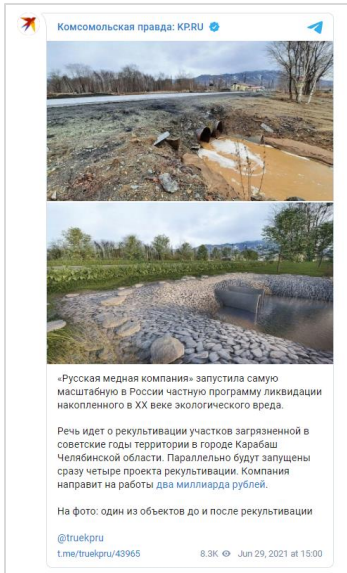 Комсомольская правда: KP.RU
«Русская медная компания» запустила самую
масштабную в России частную программу ликвидации
накопленного в XX веке экологического вреда.
Речь идет о рекультивации участков загрязненной в
советские годы территории в городе Карабаш
Челябинской области. Параллельно будут запущены
сразу четыре проекта рекультивации. Компания
направит на работы два миллиарда рублей.
На фото: один из объектов до и после рекультивации
@truekpru
t.me/truekpru/43965 8.3K Jun 29, 2021 at 15:00